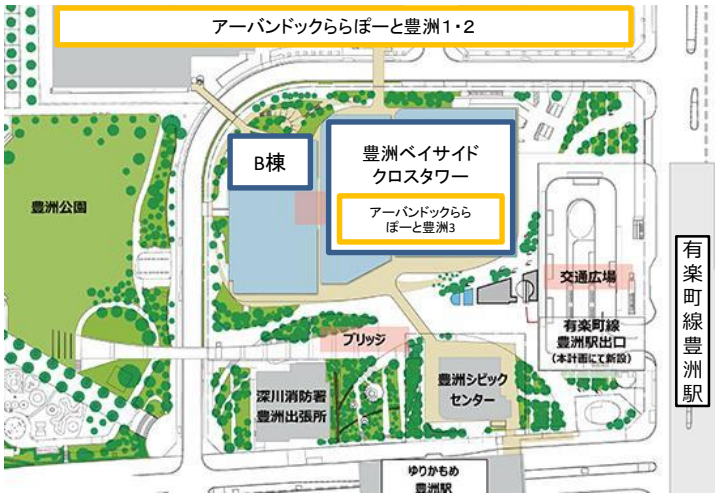 アーバンドックららぽーと豊洲1・2
B棟
豊洲ベイサイド
クロスタワー
アーバンドックらら
ぽーと豊洲3
豊洲公園
交通広場
有楽町線豊洲駅
有楽町線
豊洲駅出口
(本計画にて新設)
ブリッジ
深川消防署
豊洲出張所
豊洲シビック
センター
ゆりかもめ
豊洲駅